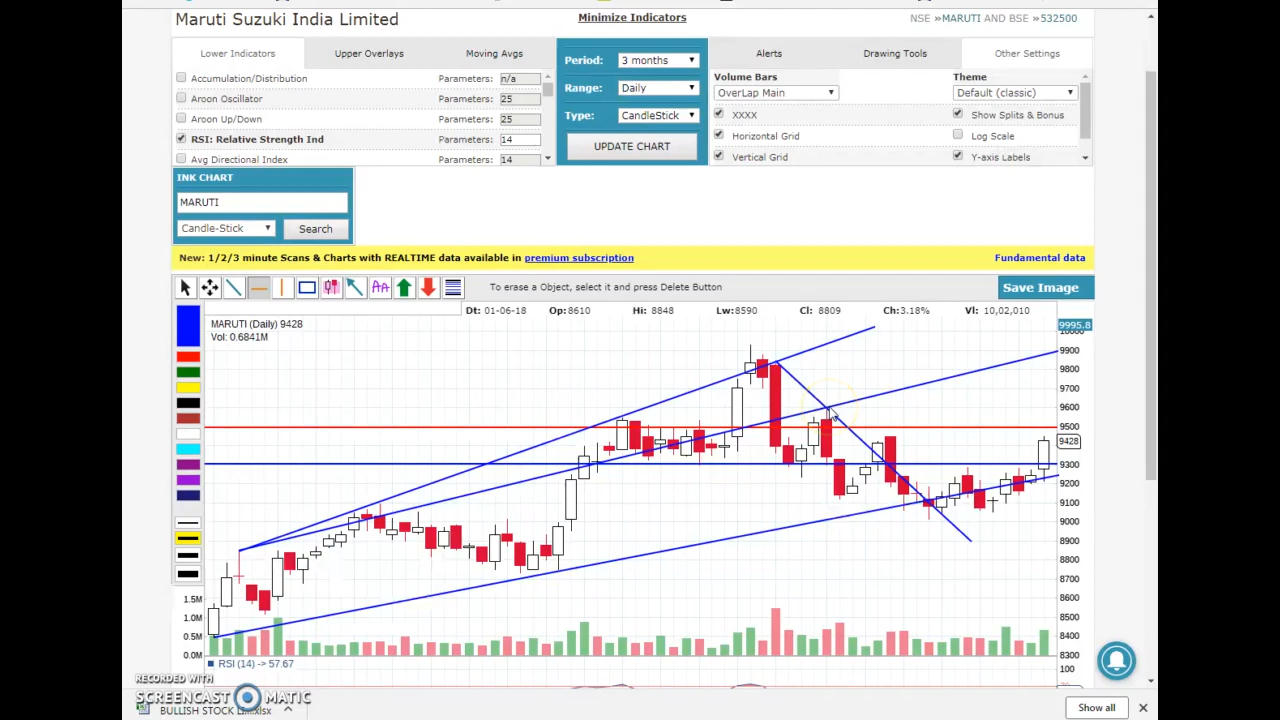 Maruti Suzuki India Limited
Minimize Indicators
NSE »MARUTI AND BSE »532500
Lower Indicators Upper Overlays Moving Avgs
Accumulation/Distribution Parameters: n/a
Aroon Oscillator Parameters: 25
Aroon Up/Down Parameters: 25
RSI: Relative Strength Ind Parameters: 14
Avg Directional Index Parameters: 14
Period: 3 months
Range: Daily
Type: CandleStick
UPDATE CHART
Alerts Drawing Tools Other Settings
Volume Bars Theme
OverLap Main Default (classic)
XXXX Show Splits & Bonus
Horizontal Grid Log Scale
Vertical Grid Y-axis Labels
INK CHART
MARUTI
Candle-Stick Search
New: 1/2/3 minute Scans & Charts with REALTIME data available in premium subscription Fundamental data
AA To erase a Object, select it and press Delete Button Save Image
Dt: 01-06-18 Op:8610 Hi: 8848 Lw:8590 Cl: 8809 Ch:3.18% Vl: 10,02,010
MARUTI (Daily) 9428
Vol: 0.6841M
9995.8
9900
9800
9700
9600
9500
9428
9300
9200
9100
9000
8900
8800
8700
8600
8500
8400
8300
1.5M
1.0M
0.5M
0.0M
RSI (14) -> 57.67
100
RECORDED WITH
SCREENCAST MATIC
Show all